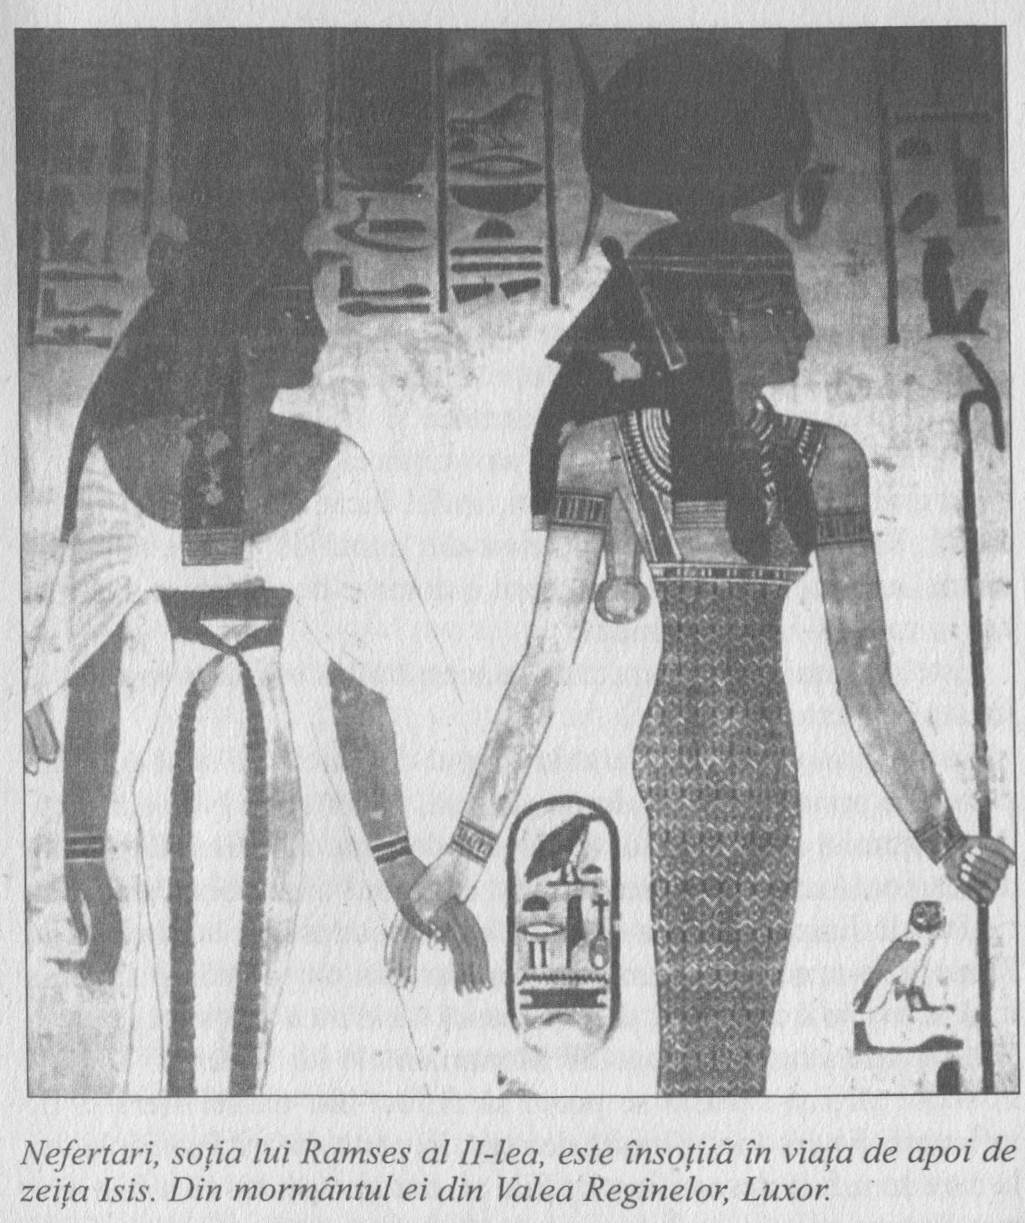 Nefertari, soția lui Ramses al II-lea, este însoțită în viața de apoi de
zeița Isis. Din mormântul ei din Valea Reginelor, Luxor.